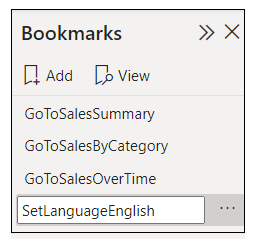 Bookmarks
Add View
GoToSalesSummary
GoToSalesByCategory
GoToSalesOverTime
SetLanguageEnglish